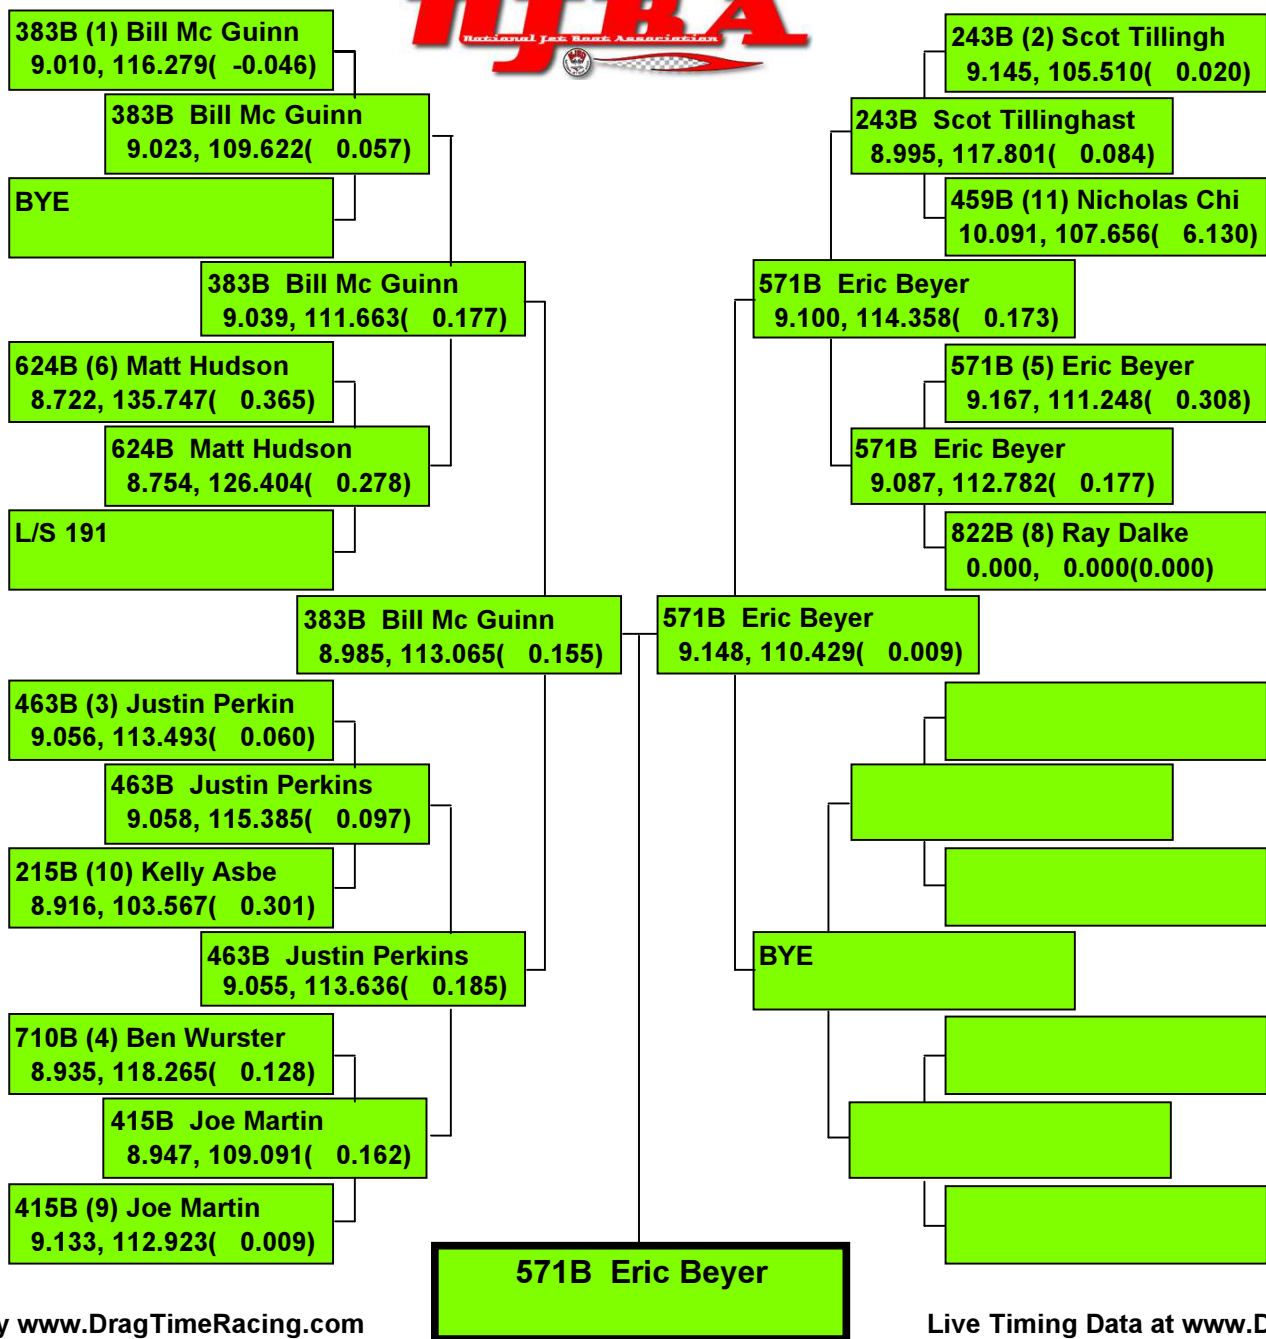 NJBA
National Jet Boat Association
383B (1) Bill Mc Guinn
9.010, 116.279( -0.046)
383B Bill Mc Guinn
9.023, 109.622( 0.057)
BYE
383B Bill Mc Guinn
9.039, 111.663( 0.177)
624B (6) Matt Hudson
8.722, 135.747( 0.365)
624B Matt Hudson
8.754, 126.404( 0.278)
L/S 191
383B Bill Mc Guinn
8.985, 113.065( 0.155)
463B (3) Justin Perkin
9.056, 113.493( 0.060)
463B Justin Perkins
9.058, 115.385( 0.097)
215B (10) Kelly Asbe
8.916, 103.567( 0.301)
463B Justin Perkins
9.055, 113.636( 0.185)
710B (4) Ben Wurster
8.935, 118.265( 0.128)
415B Joe Martin
8.947, 109.091( 0.162)
415B (9) Joe Martin
9.133, 112.923( 0.009)
243B (2) Scot Tillingh
9.145, 105.510( 0.020)
243B Scot Tillinghast
8.995, 117.801( 0.084)
459B (11) Nicholas Chi
10.091, 107.656( 6.130)
571B Eric Beyer
9.100, 114.358( 0.173)
571B (5) Eric Beyer
9.167, 111.248( 0.308)
571B Eric Beyer
9.087, 112.782( 0.177)
822B (8) Ray Dalke
0.000, 0.000(0.000)
571B Eric Beyer
9.148, 110.429( 0.009)
BYE
571B Eric Beyer
y www.DragTimeRacing.com
Live Timing Data at www.D